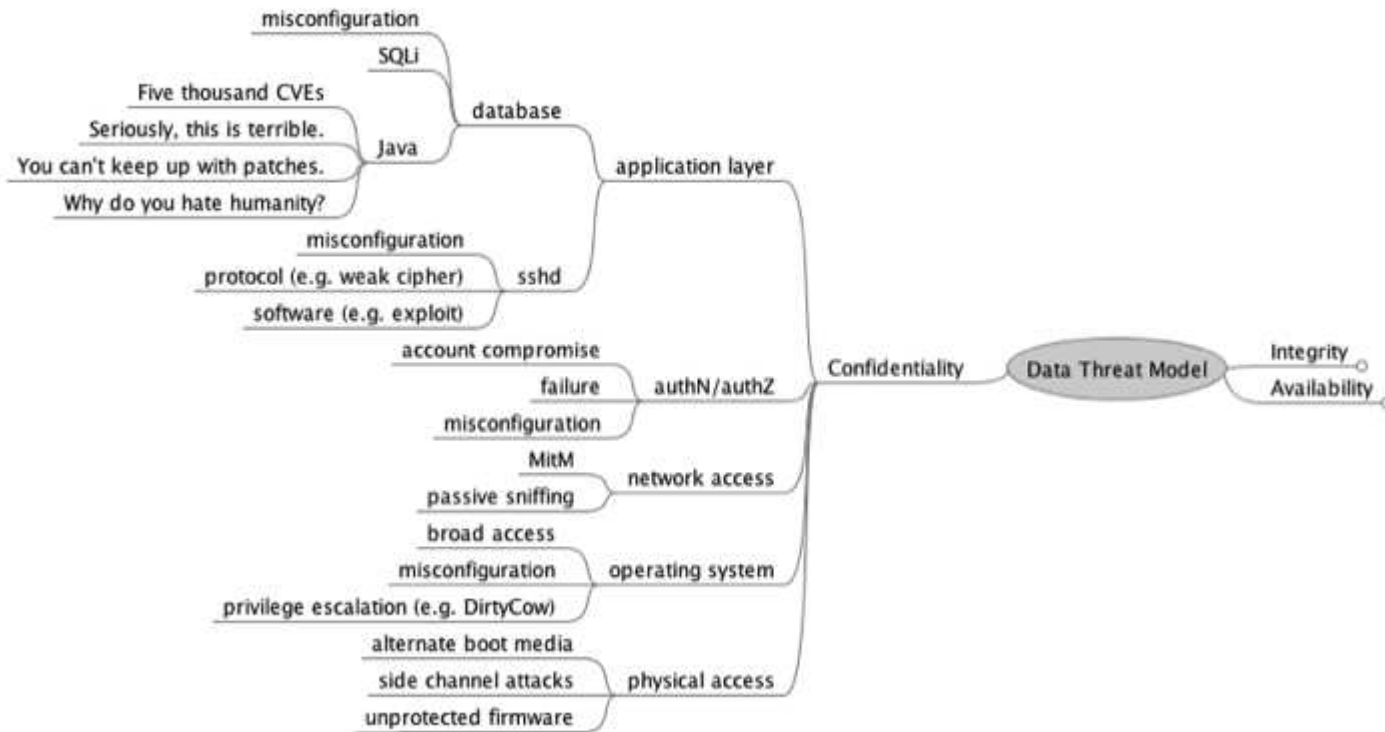 misconfiguration
SQLi
Five thousand CVEs
Seriously, this is terrible.
You can't keep up with patches.
Why do you hate humanity?
Java
database
application layer
misconfiguration
protocol (e.g. weak cipher)
software (e.g. exploit)
sshd
account compromise
failure
misconfiguration
authN/authZ
Confidentiality
Data Threat Model
Integrity
Availability
MitM
passive sniffing
network access
broad access
misconfiguration
privilege escalation (e.g. DirtyCow)
operating system
alternate boot media
side channel attacks
unprotected firmware
physical access